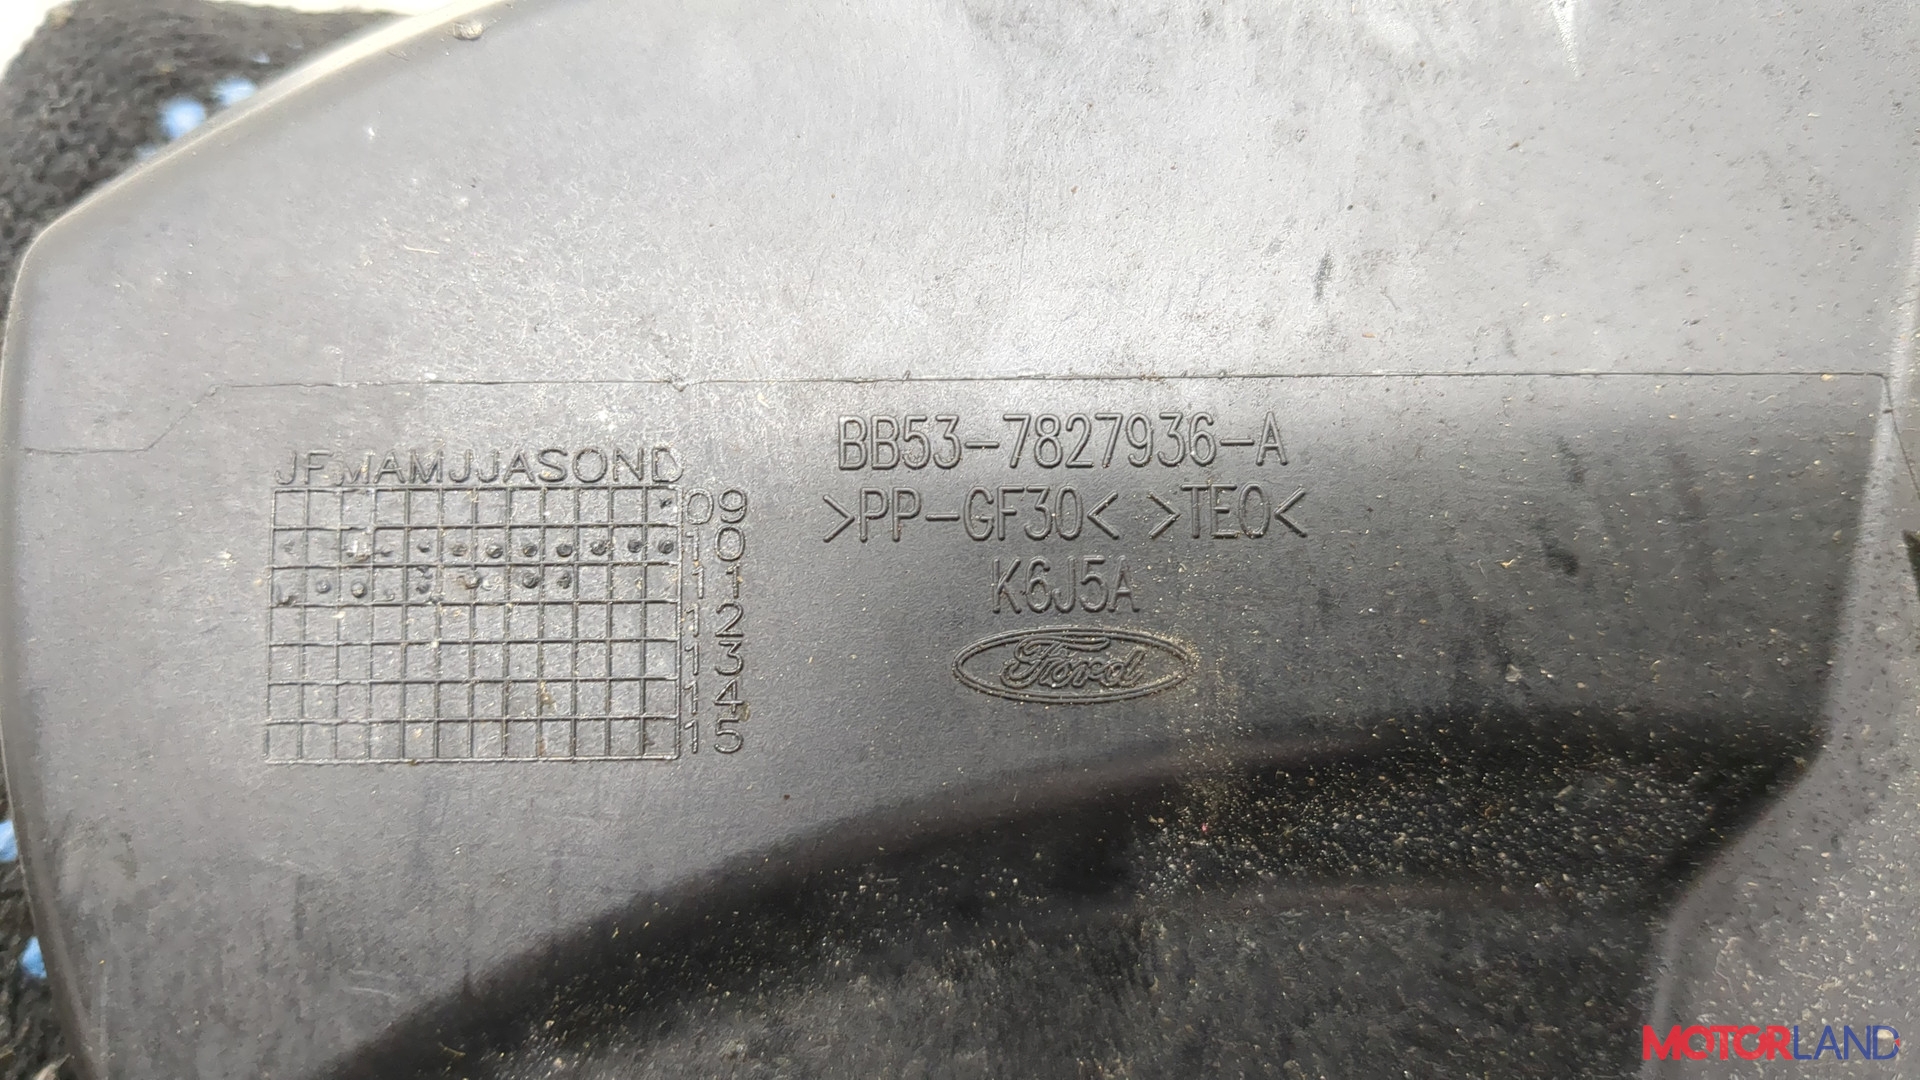 JFMAMJJASOND
09
10
11
12
13
14
15
BB53-7827936-A
>PP-GF30< >TEO<
K6J5A
Ford
MOTORLAND